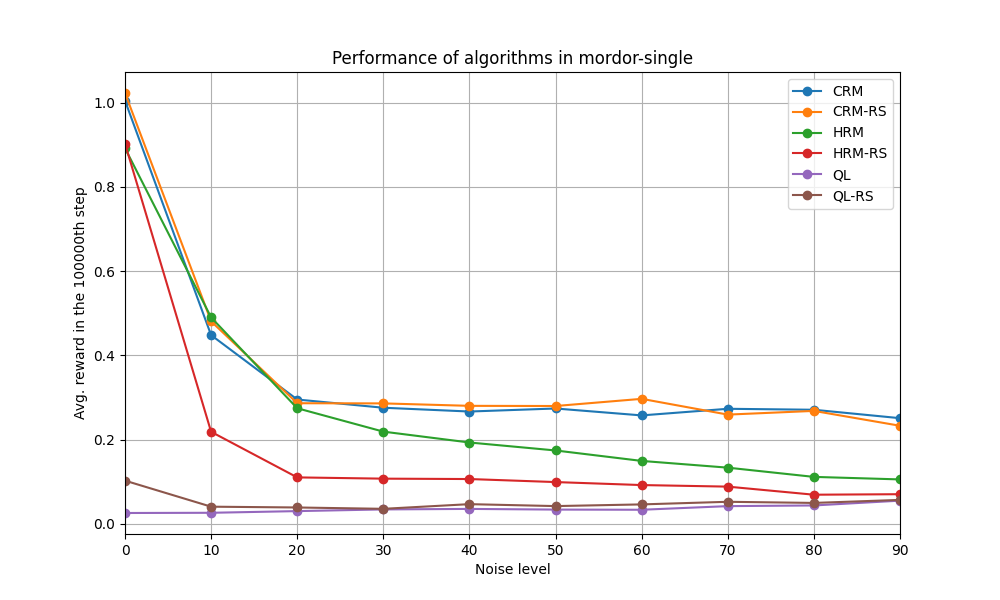 Performance of algorithms in mordor-single
Avg. reward in the 100000th step
1.0
0.8
0.6
0.4
0.2
0.0
0 10 20 30 40 50 60 70 80 90
Noise level
CRM
CRM-RS
HRM
HRM-RS
QL
QL-RS